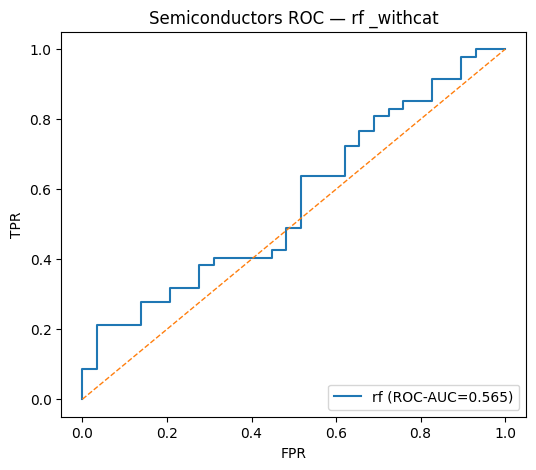 Semiconductors ROC — rf _withcat
1.0
0.8
0.6
0.4
0.2
0.0
TPR
rf (ROC-AUC=0.565)
0.0 0.2 0.4 0.6 0.8 1.0
FPR